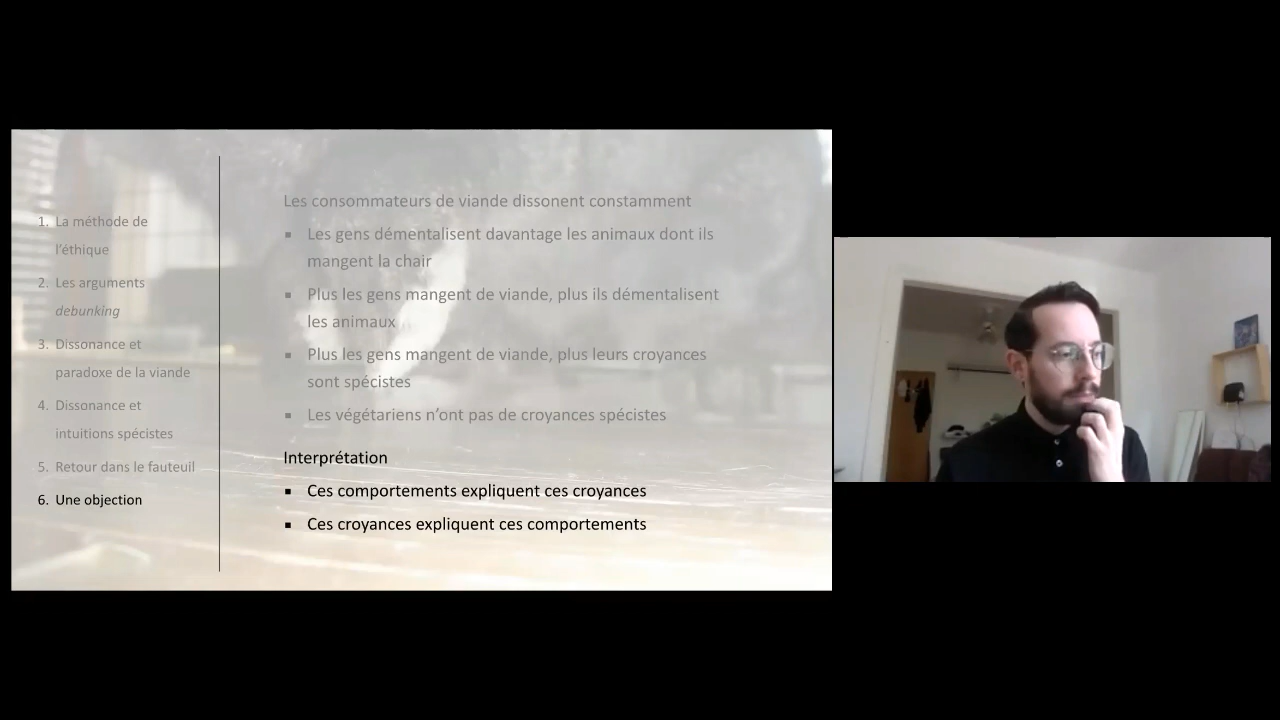 1. La méthode de
l'éthique
2. Les arguments
debunking
3. Dissonance et
paradoxe de la viande
4. Dissonance et
intuitions spécistes
5. Retour dans le fauteuil
6. Une objection
Les consommateurs de viande dissonent constamment
▪ Les gens démentalisent davantage les animaux dont ils
mangent la chair
▪ Plus les gens mangent de viande, plus ils démentalisent
les animaux
▪ Plus les gens mangent de viande, plus leurs croyances
sont spécistes
▪ Les végétariens n'ont pas de croyances spécistes
Interprétation
▪ Ces comportements expliquent ces croyances
▪ Ces croyances expliquent ces comportements